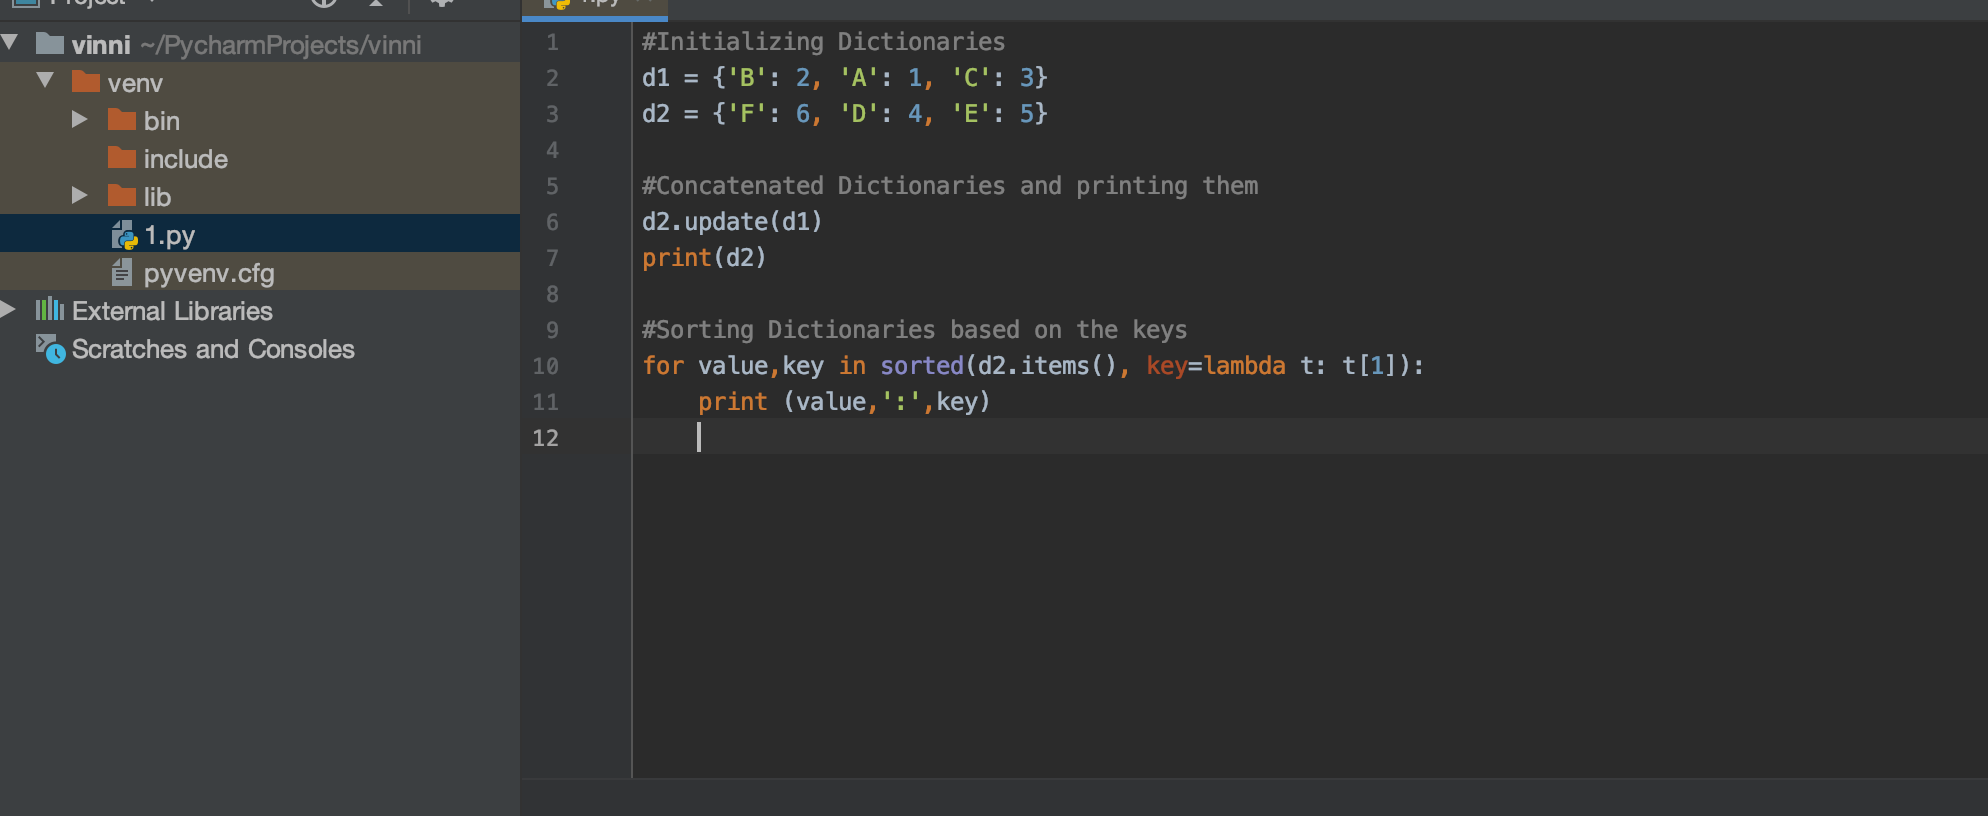 Project
vinni ~/PycharmProjects/vinni
venv
bin
include
lib
1.py
pyvenv.cfg
External Libraries
Scratches and Consoles
1.py
1 #Initializing Dictionaries
2 d1 = {'B': 2, 'A': 1, 'C': 3}
3 d2 = {'F': 6, 'D': 4, 'E': 5}
4
5 #Concatenated Dictionaries and printing them
6 d2.update(d1)
7 print(d2)
8
9 #Sorting Dictionaries based on the keys
10 for value,key in sorted(d2.items(), key=lambda t: t[1]):
11     print (value,':',key)
12